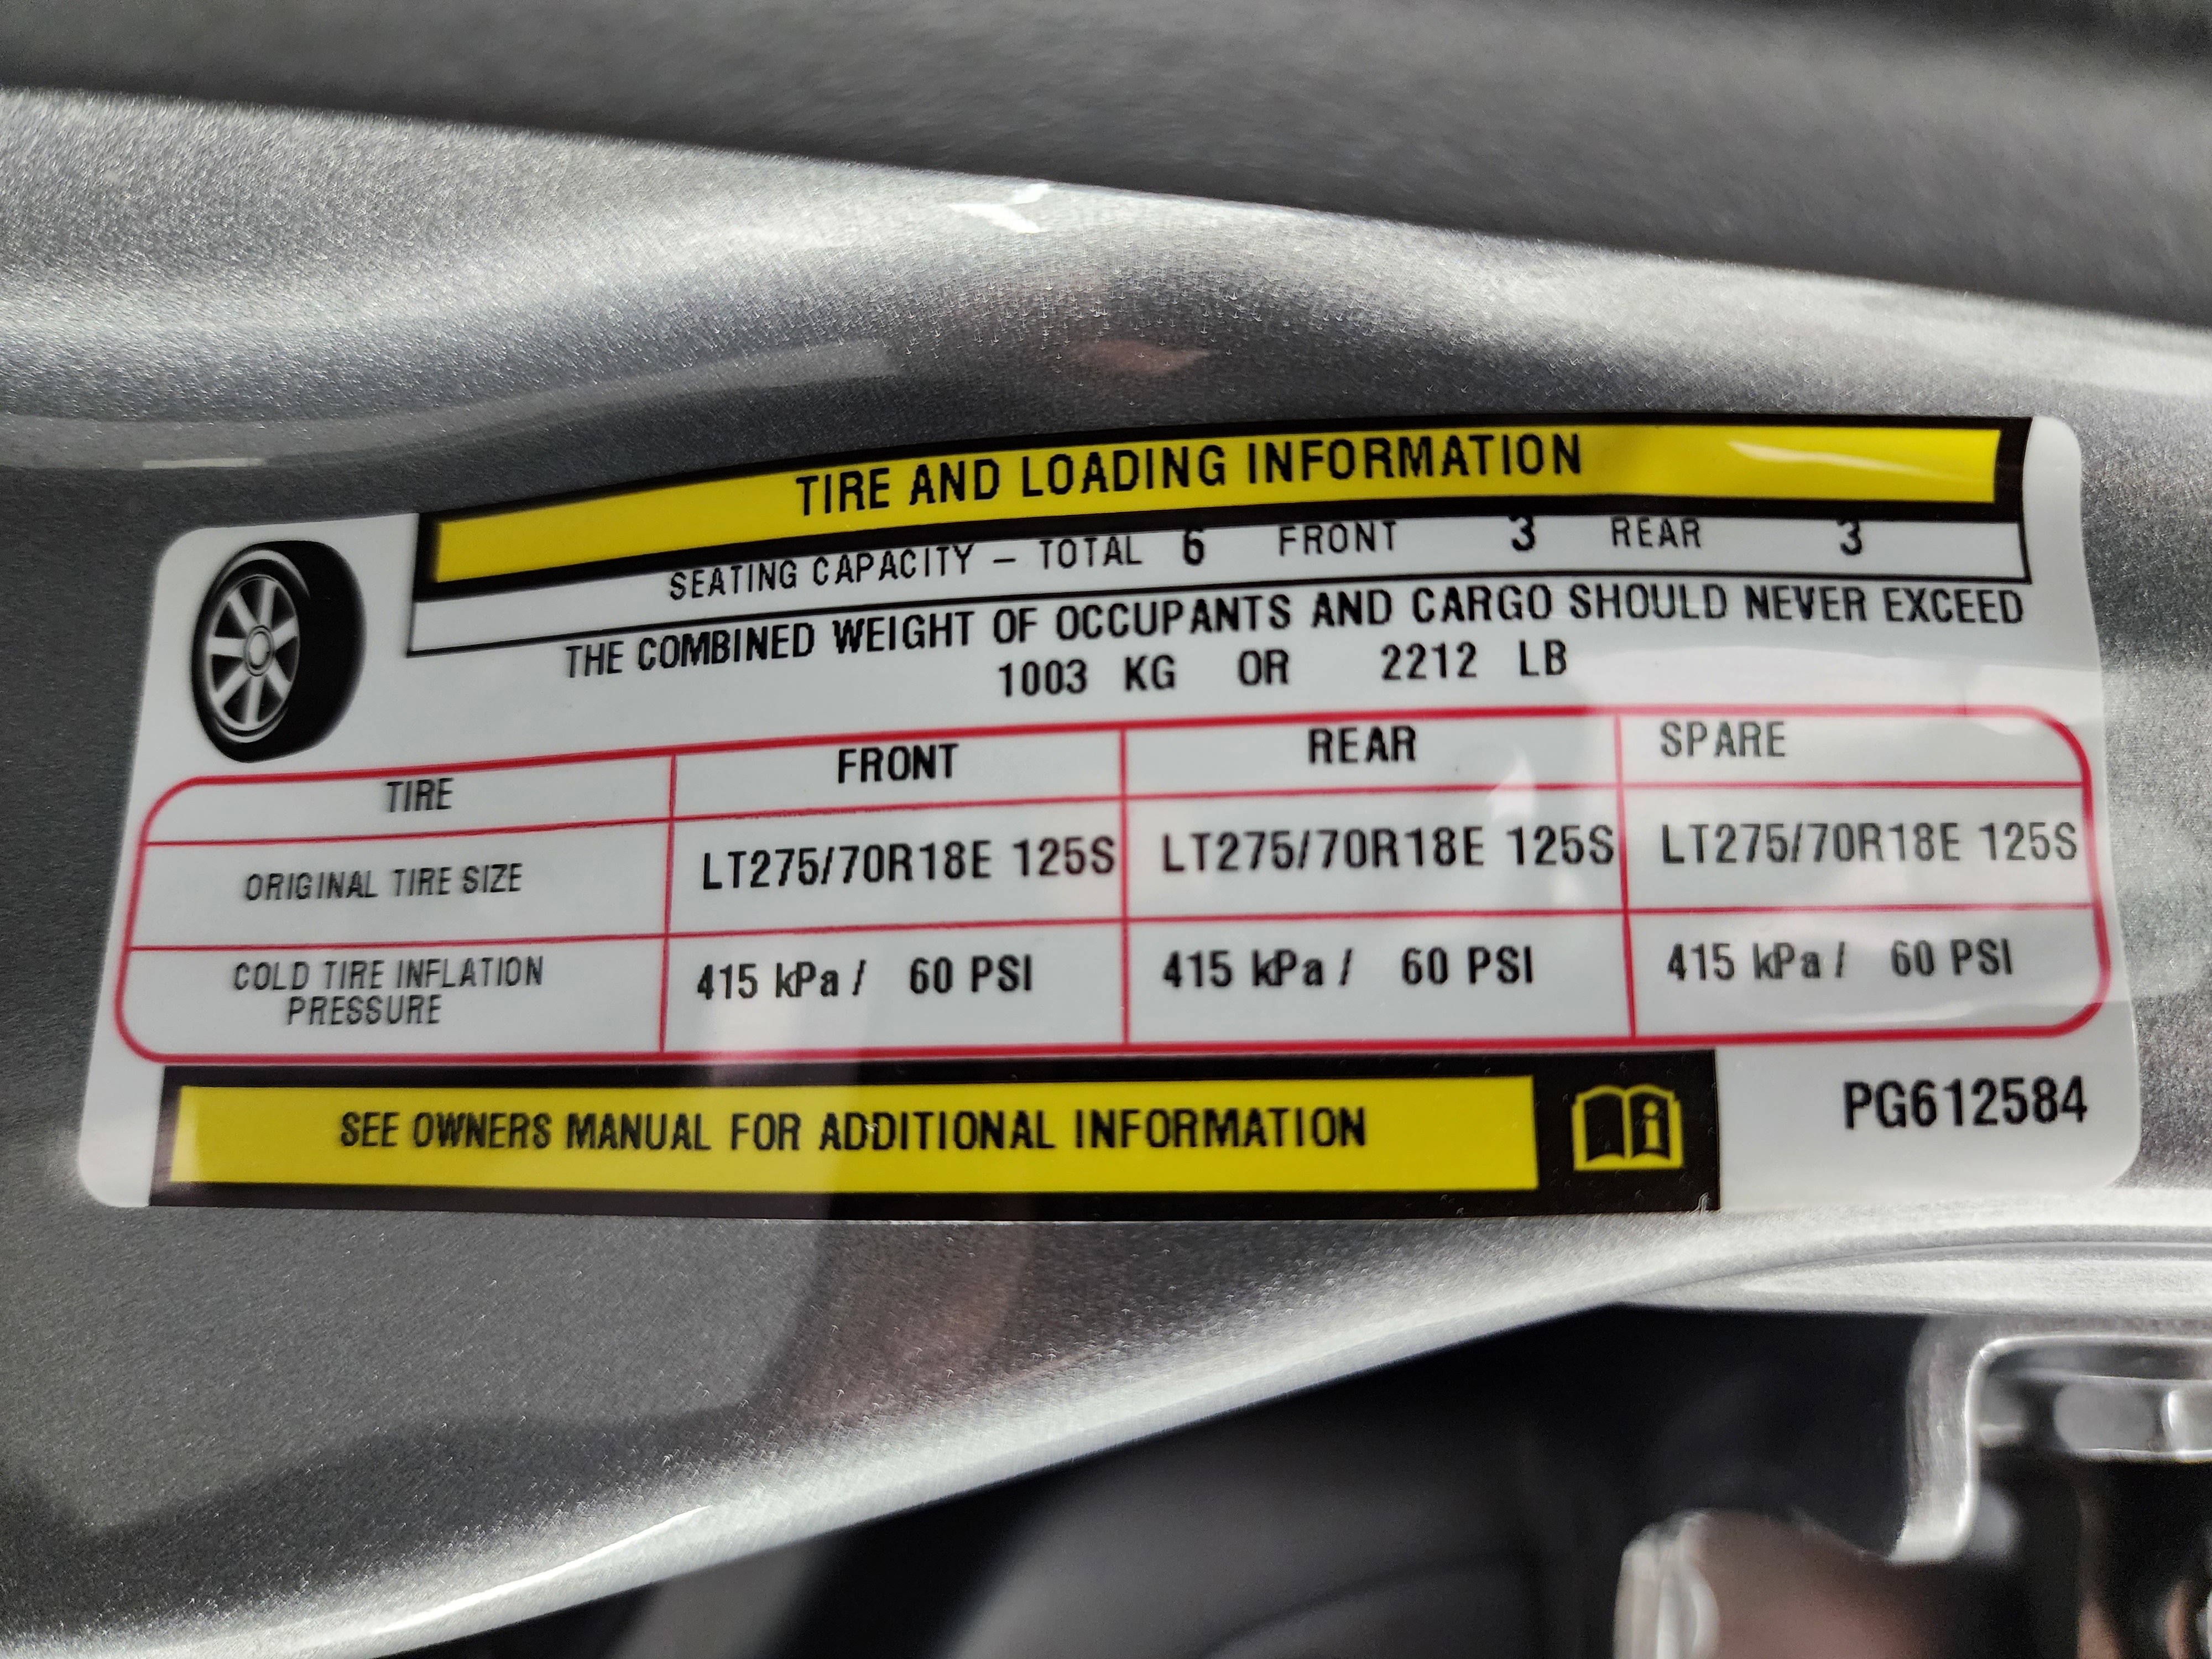 TIRE AND LOADING INFORMATION
SEATING CAPACITY – TOTAL 6 FRONT 3 REAR 3
THE COMBINED WEIGHT OF OCCUPANTS AND CARGO SHOULD NEVER EXCEED
1003 KG OR 2212 LB
TIRE FRONT REAR SPARE
ORIGINAL TIRE SIZE LT275/70R18E 125S LT275/70R18E 125S LT275/70R18E 125S
COLD TIRE INFLATION PRESSURE 415 kPa / 60 PSI 415 kPa / 60 PSI 415 kPa / 60 PSI
SEE OWNERS MANUAL FOR ADDITIONAL INFORMATION
PG612584